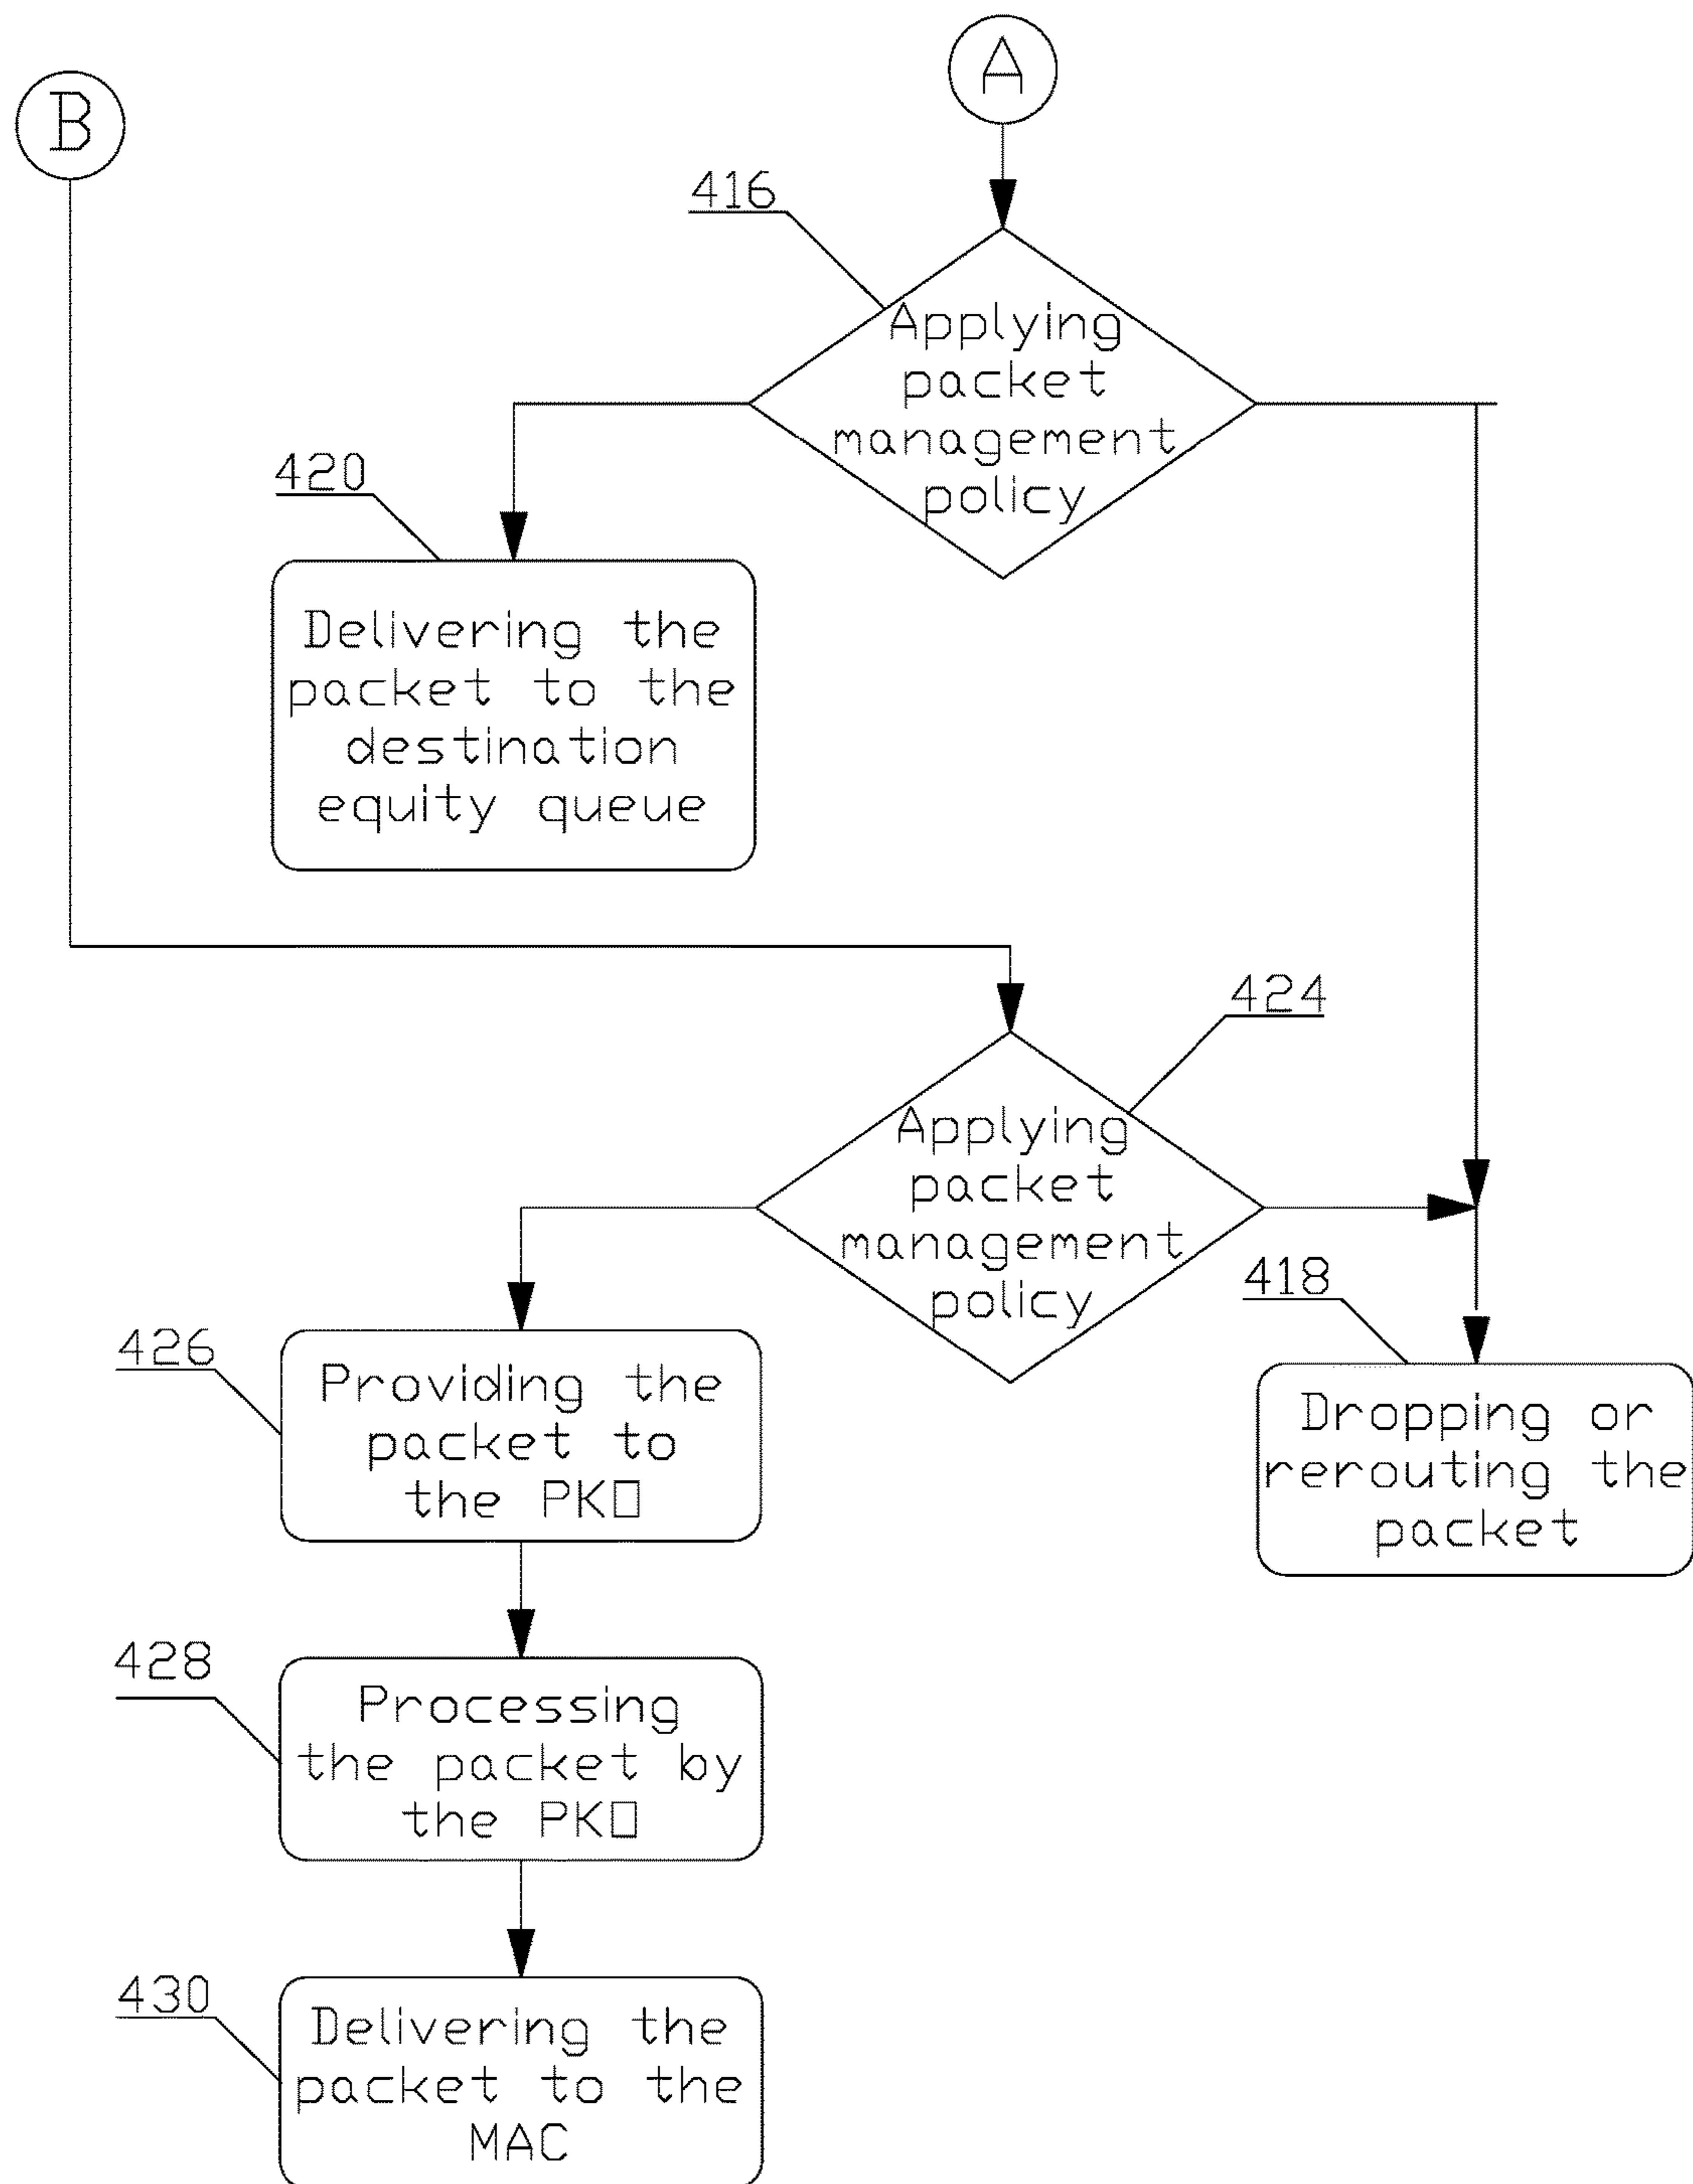 A
B
416
Applying
packet
management
policy
420
Delivering the
packet to the
destination
equity queue
424
Applying
packet
management
policy
418
Dropping or
rerouting the
packet
426
Providing the
packet to
the PKO
428
Processing
the packet by
the PKO
430
Delivering the
packet to the
MAC